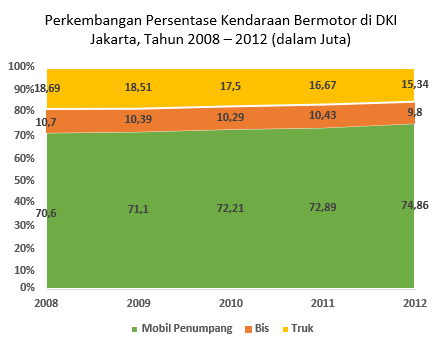 Perkembangan Persentase Kendaraan Bermotor di DKI
Jakarta, Tahun 2008 – 2012 (dalam Juta)
100%
90%
80%
70%
60%
50%
40%
30%
20%
10%
0%
18,69 18,51 17,5 16,67 15,34
10,7 10,39 10,29 10,43 9,8
70,6 71,1 72,21 72,89 74,86
2008 2009 2010 2011 2012
Mobil Penumpang Bis Truk